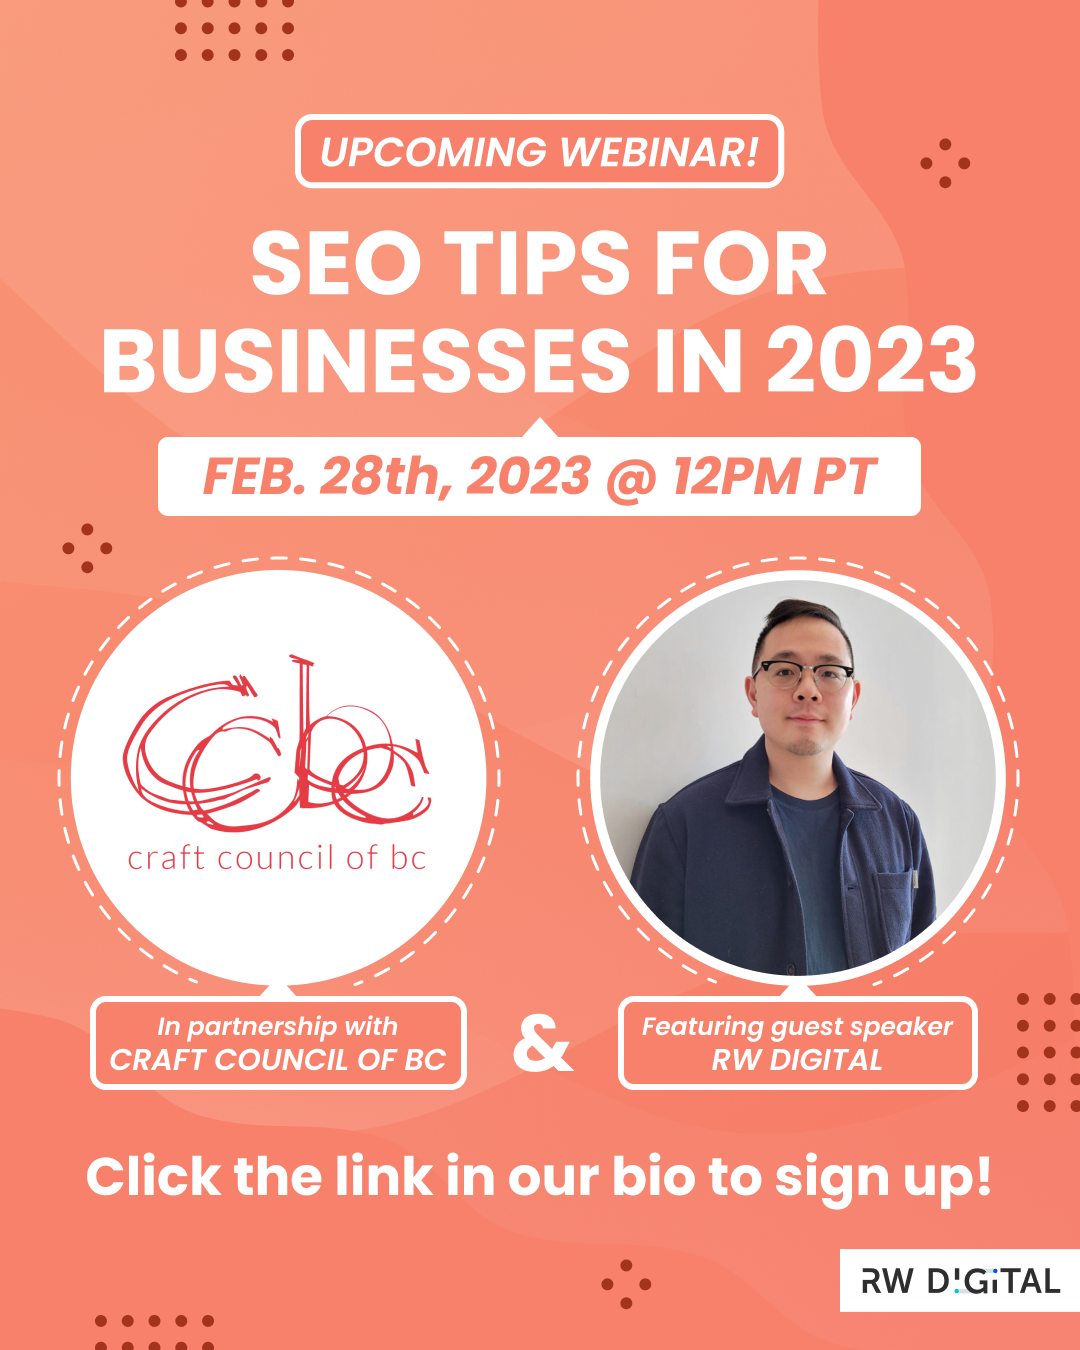 UPCOMING WEBINAR!
SEO TIPS FOR
BUSINESSES IN 2023
FEB. 28th, 2023 @ 12PM PT
ccbc
craft council of bc
In partnership with
CRAFT COUNCIL OF BC
&
Featuring guest speaker
RW DIGITAL
Click the link in our bio to sign up!
RW DIGITAL